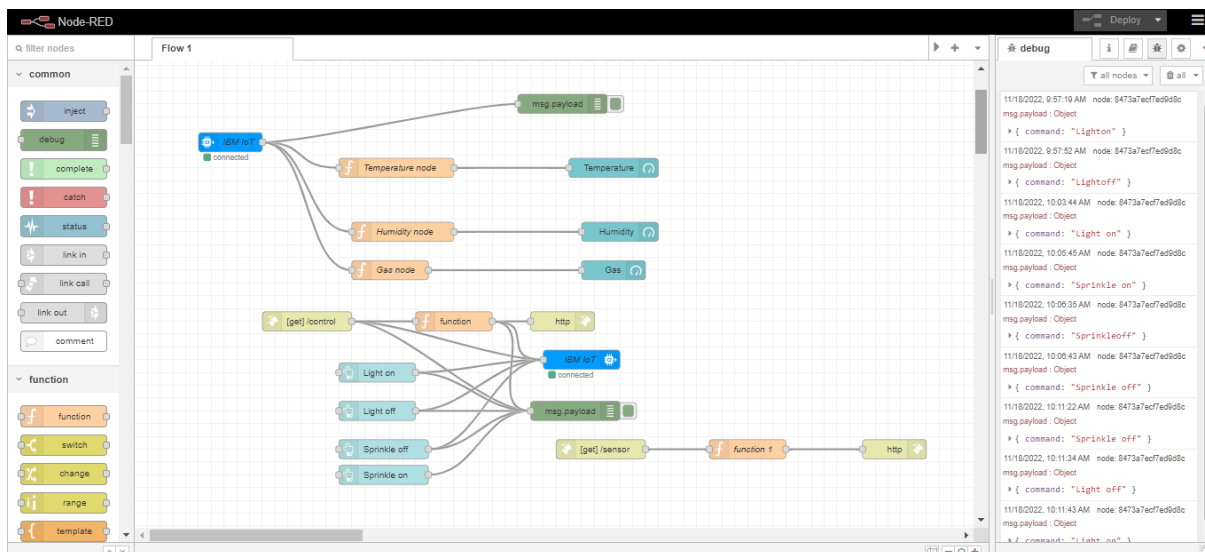 Node-RED
Deploy
filter nodes
Flow 1
debug
i
common
all nodes
all
inject
debug
complete
catch
status
link in
link call
link out
comment
function
function
switch
change
range
template
msg.payload
IBM IoT
connected
Temperature node
Temperature
Humidity node
Humidity
Gas node
Gas
[get] /control
function
http
IBM IoT
connected
Light on
Light off
msg.payload
Sprinkle off
Sprinkle on
[get] /sensor
function 1
http
11/18/2022, 9:57:19 AM node: 8473a7ecf7ed9d8c
msg.payload : Object
{ command: "Lighton" }
11/18/2022, 9:57:52 AM node: 8473a7ecf7ed9d8c
msg.payload : Object
{ command: "Lightoff" }
11/18/2022, 10:03:44 AM node: 8473a7ecf7ed9d8c
msg.payload : Object
{ command: "Light on" }
11/18/2022, 10:05:45 AM node: 8473a7ecf7ed9d8c
msg.payload : Object
{ command: "Sprinkle on" }
11/18/2022, 10:06:35 AM node: 8473a7ecf7ed9d8c
msg.payload : Object
{ command: "Sprinkleoff" }
11/18/2022, 10:06:43 AM node: 8473a7ecf7ed9d8c
msg.payload : Object
{ command: "Sprinkle off" }
11/18/2022, 10:11:22 AM node: 8473a7ecf7ed9d8c
msg.payload : Object
{ command: "Sprinkle off" }
11/18/2022, 10:11:34 AM node: 8473a7ecf7ed9d8c
msg.payload : Object
{ command: "Light off" }
11/18/2022, 10:11:43 AM node: 8473a7ecf7ed9d8c
msg.payload : Object
{ command: "Light on" }